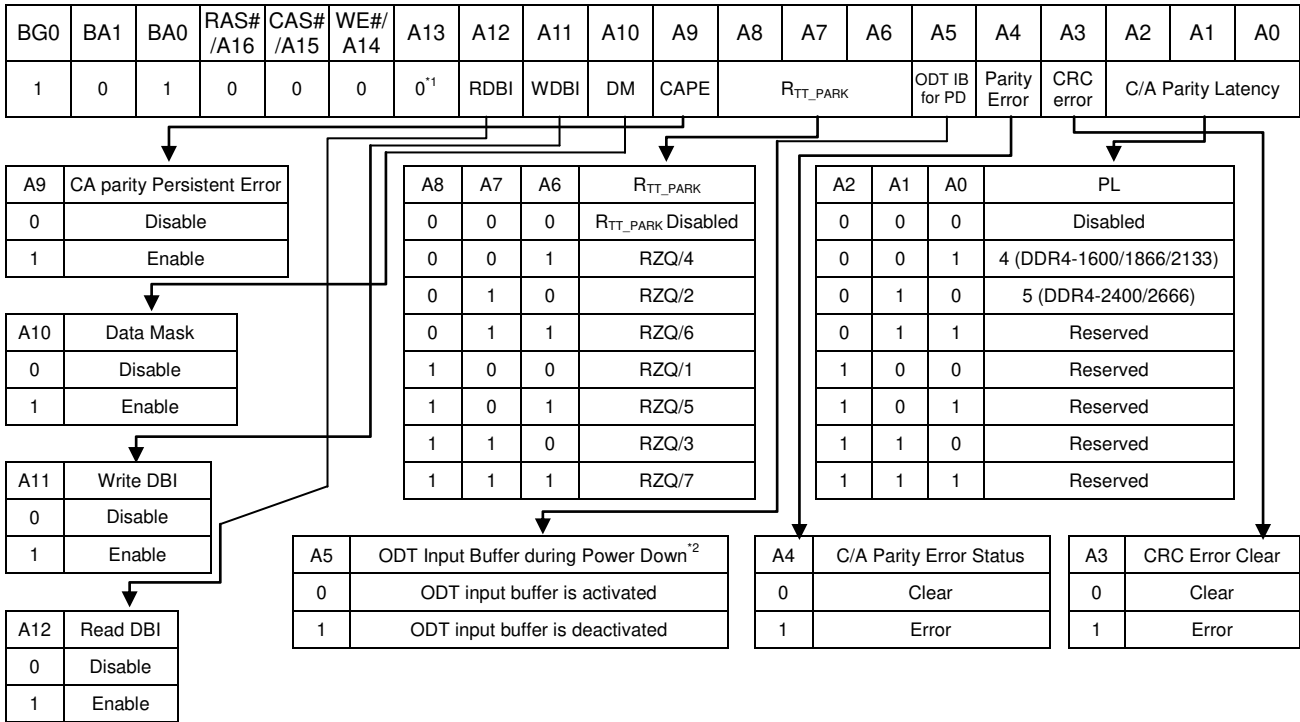 BG0 BA1 BA0 RAS# /A16 CAS# /A15 WE#/ A14 A13 A12 A11 A10 A9 A8 A7 A6 A5 A4 A3 A2 A1 A0
1 0 1 0 0 0 0*1 RDBI WDBI DM CAPE RTT_PARK ODT IB for PD Parity Error CRC error C/A Parity Latency
A9 CA parity Persistent Error
0 Disable
1 Enable
A10 Data Mask
0 Disable
1 Enable
A11 Write DBI
0 Disable
1 Enable
A12 Read DBI
0 Disable
1 Enable
A8 A7 A6 RTT_PARK
0 0 0 RTT_PARK Disabled
0 0 1 RZQ/4
0 1 0 RZQ/2
0 1 1 RZQ/6
1 0 0 RZQ/1
1 0 1 RZQ/5
1 1 0 RZQ/3
1 1 1 RZQ/7
A2 A1 A0 PL
0 0 0 Disabled
0 0 1 4 (DDR4-1600/1866/2133)
0 1 0 5 (DDR4-2400/2666)
0 1 1 Reserved
1 0 0 Reserved
1 0 1 Reserved
1 1 0 Reserved
1 1 1 Reserved
A5 ODT Input Buffer during Power Down*2
0 ODT input buffer is activated
1 ODT input buffer is deactivated
A4 C/A Parity Error Status
0 Clear
1 Error
A3 CRC Error Clear
0 Clear
1 Error